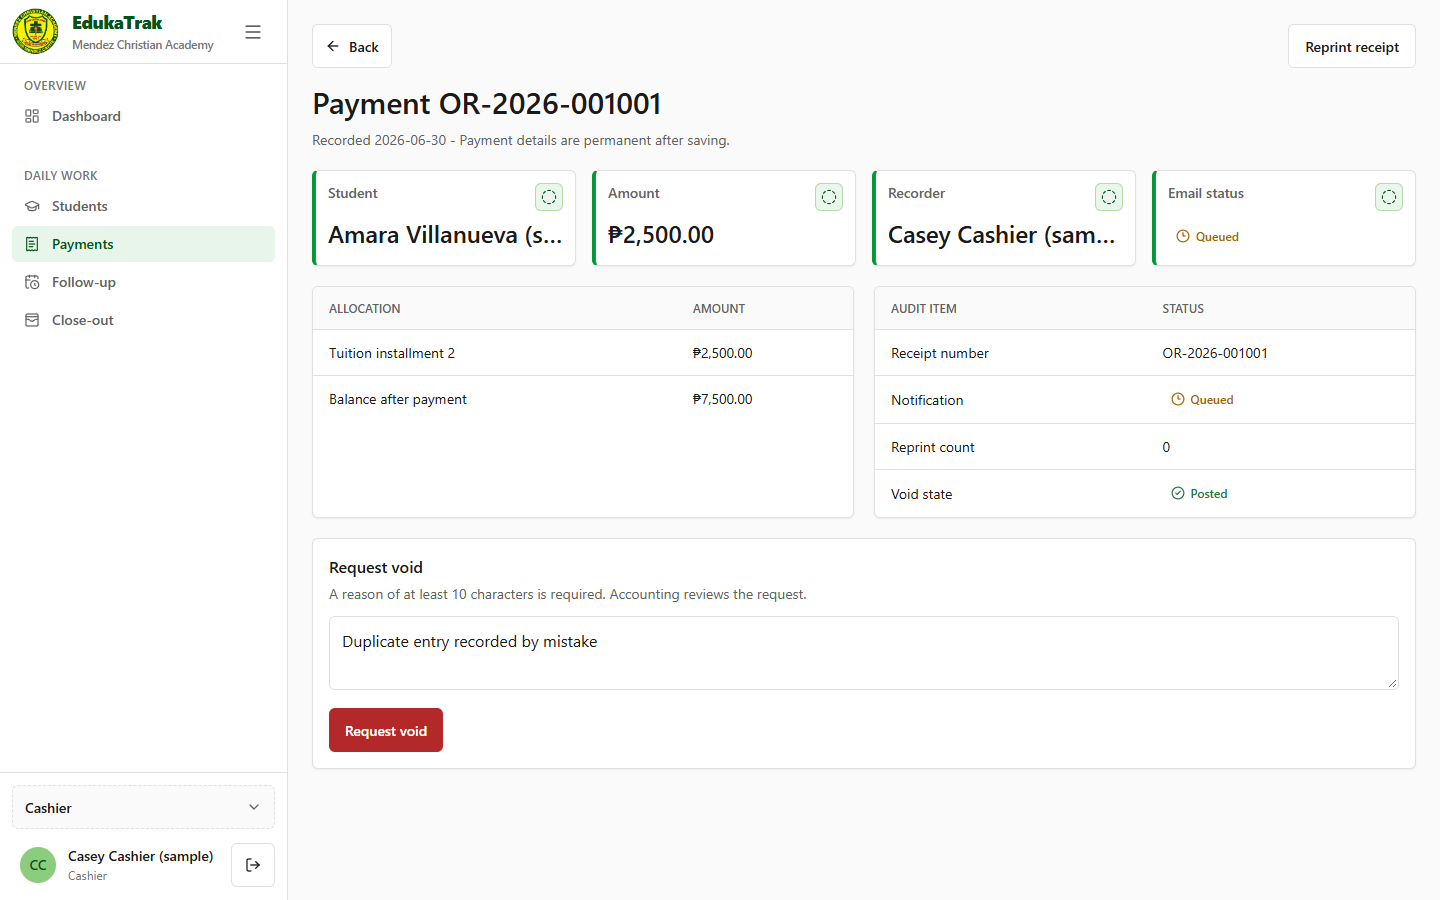 EdukaTrak
Mendez Christian Academy
OVERVIEW
Dashboard
DAILY WORK
Students
Payments
Follow-up
Close-out
Cashier
CC
Casey Cashier (sample)
Cashier
Back
Reprint receipt
Payment OR-2026-001001
Recorded 2026-06-30 - Payment details are permanent after saving.
Student
Amara Villanueva (s...
Amount
₱2,500.00
Recorder
Casey Cashier (sam...
Email status
Queued
ALLOCATION AMOUNT
Tuition installment 2 ₱2,500.00
Balance after payment ₱7,500.00
AUDIT ITEM STATUS
Receipt number OR-2026-001001
Notification Queued
Reprint count 0
Void state Posted
Request void
A reason of at least 10 characters is required. Accounting reviews the request.
Duplicate entry recorded by mistake
Request void